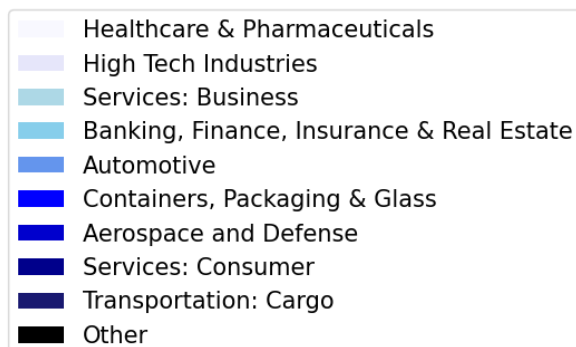 Healthcare & Pharmaceuticals
High Tech Industries
Services: Business
Banking, Finance, Insurance & Real Estate
Automotive
Containers, Packaging & Glass
Aerospace and Defense
Services: Consumer
Transportation: Cargo
Other